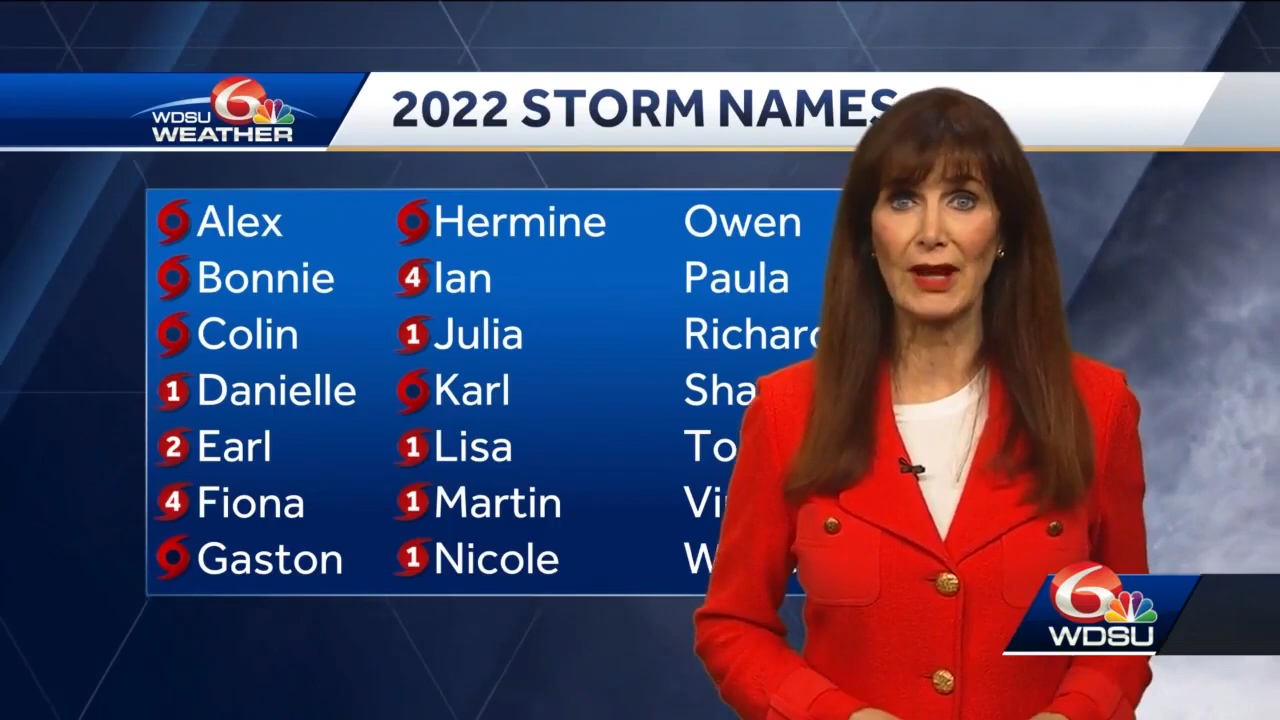 WDSU 6
WEATHER
2022 STORM NAMES
Alex
Bonnie
Colin
1 Danielle
2 Earl
4 Fiona
Gaston
Hermine
4 Ian
1 Julia
Karl
1 Lisa
1 Martin
1 Nicole
Owen
Paula
6
WDSU